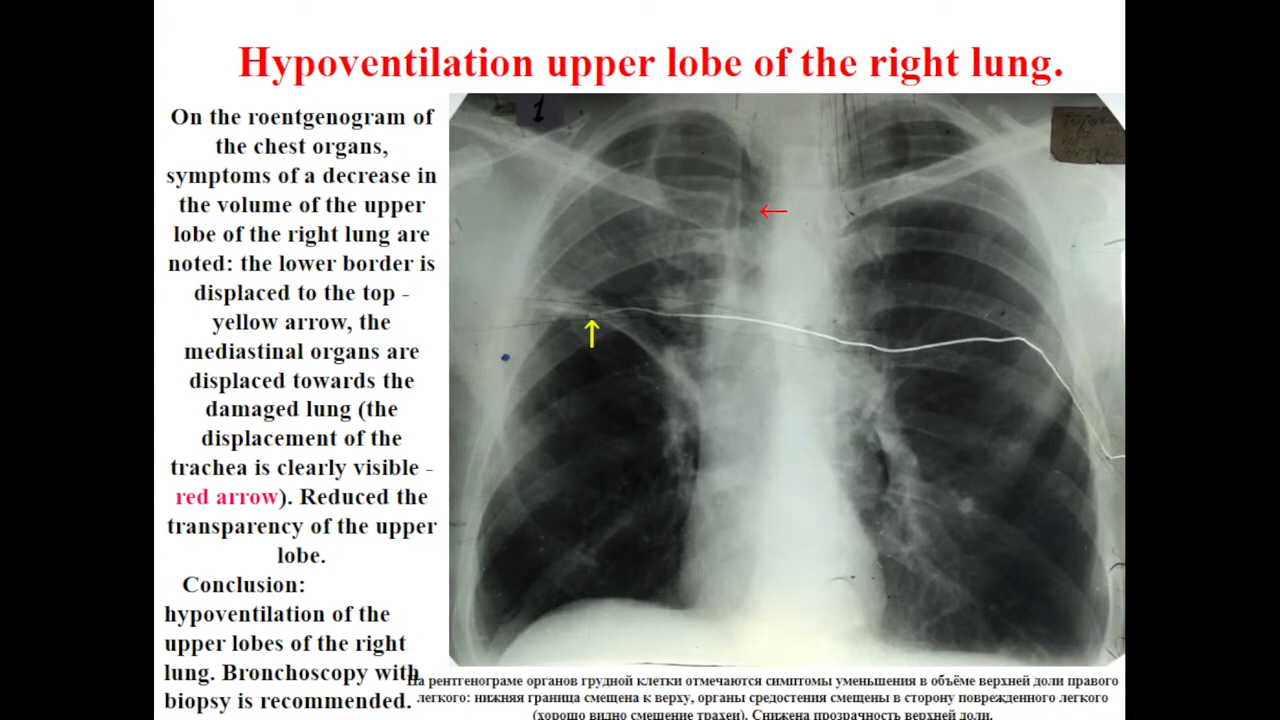 Hypoventilation upper lobe of the right lung.
On the roentgenogram of
the chest organs,
symptoms of a decrease in
the volume of the upper
lobe of the right lung are
noted: the lower border is
displaced to the top -
yellow arrow, the
mediastinal organs are
displaced towards the
damaged lung (the
displacement of the
trachea is clearly visible -
red arrow). Reduced the
transparency of the upper
lobe.
Conclusion:
hypoventilation of the
upper lobes of the right
lung. Bronchoscopy with
biopsy is recommended.
1
На рентгенограме органов грудной клетки отмечаются симптомы уменьшения в объёме верхней доли правого
легкого: нижняя граница смещена к верху, органы средостения смещены в сторону поврежденного легкого
(хорошо видно смещение трахеи). Снижена прозрачность верхней доли.